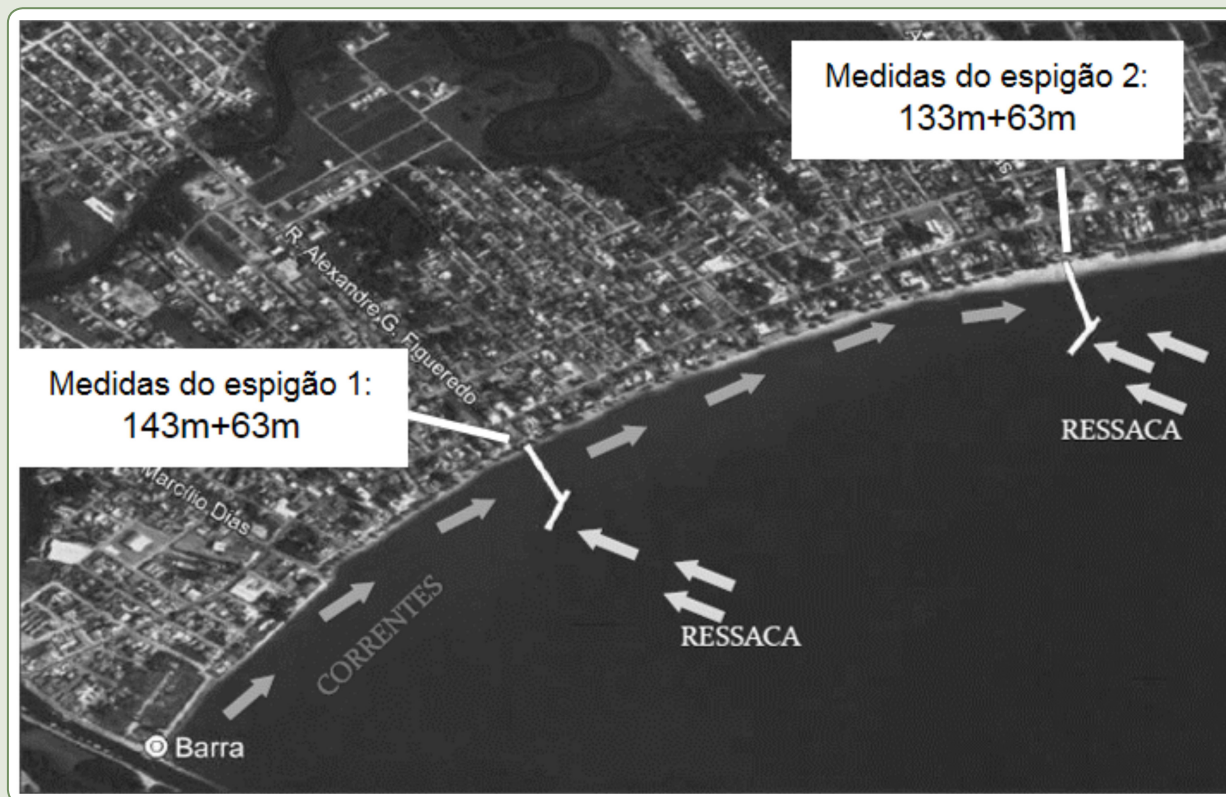 Medidas do espigão 2:
133m+63m
R. Alexandre G. Figueredo
Medidas do espigão 1:
143m+63m
Marcílio Dias
RESSACA
CORRENTES
RESSACA
Barra